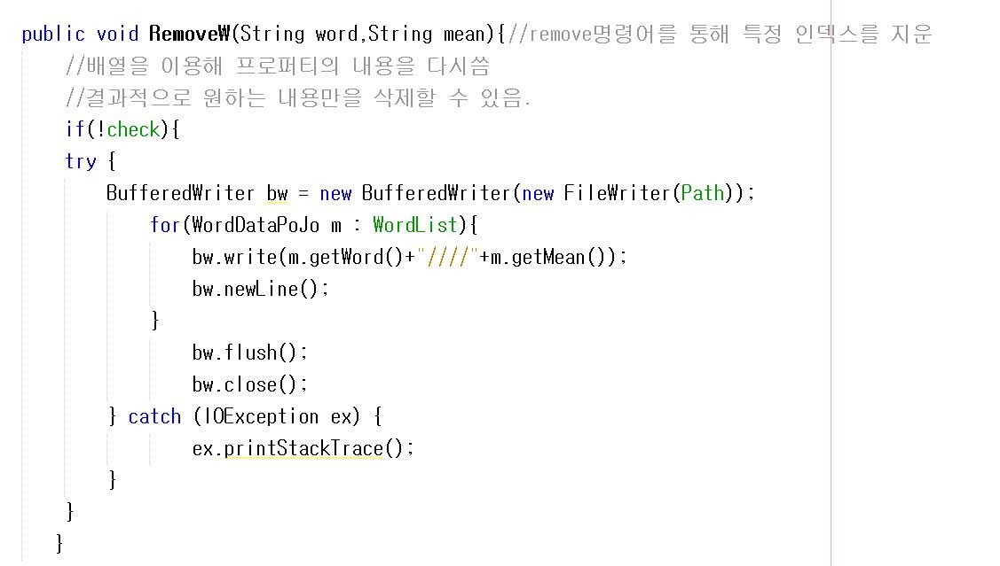 public void RemoveW(String word,String mean){//remove명령어를 통해 특정 인덱스를 지운
//배열을 이용해 프로퍼티의 내용을 다시씀
//결과적으로 원하는 내용만을 삭제할 수 있음.
if(!check){
try {
BufferedWriter bw = new BufferedWriter(new FileWriter(Path));
for(WordDataPoJo m : WordList){
bw.write(m.getWord()+"////"+m.getMean());
bw.newLine();
}
bw.flush();
bw.close();
} catch (IOException ex) {
ex.printStackTrace();
}
}
}